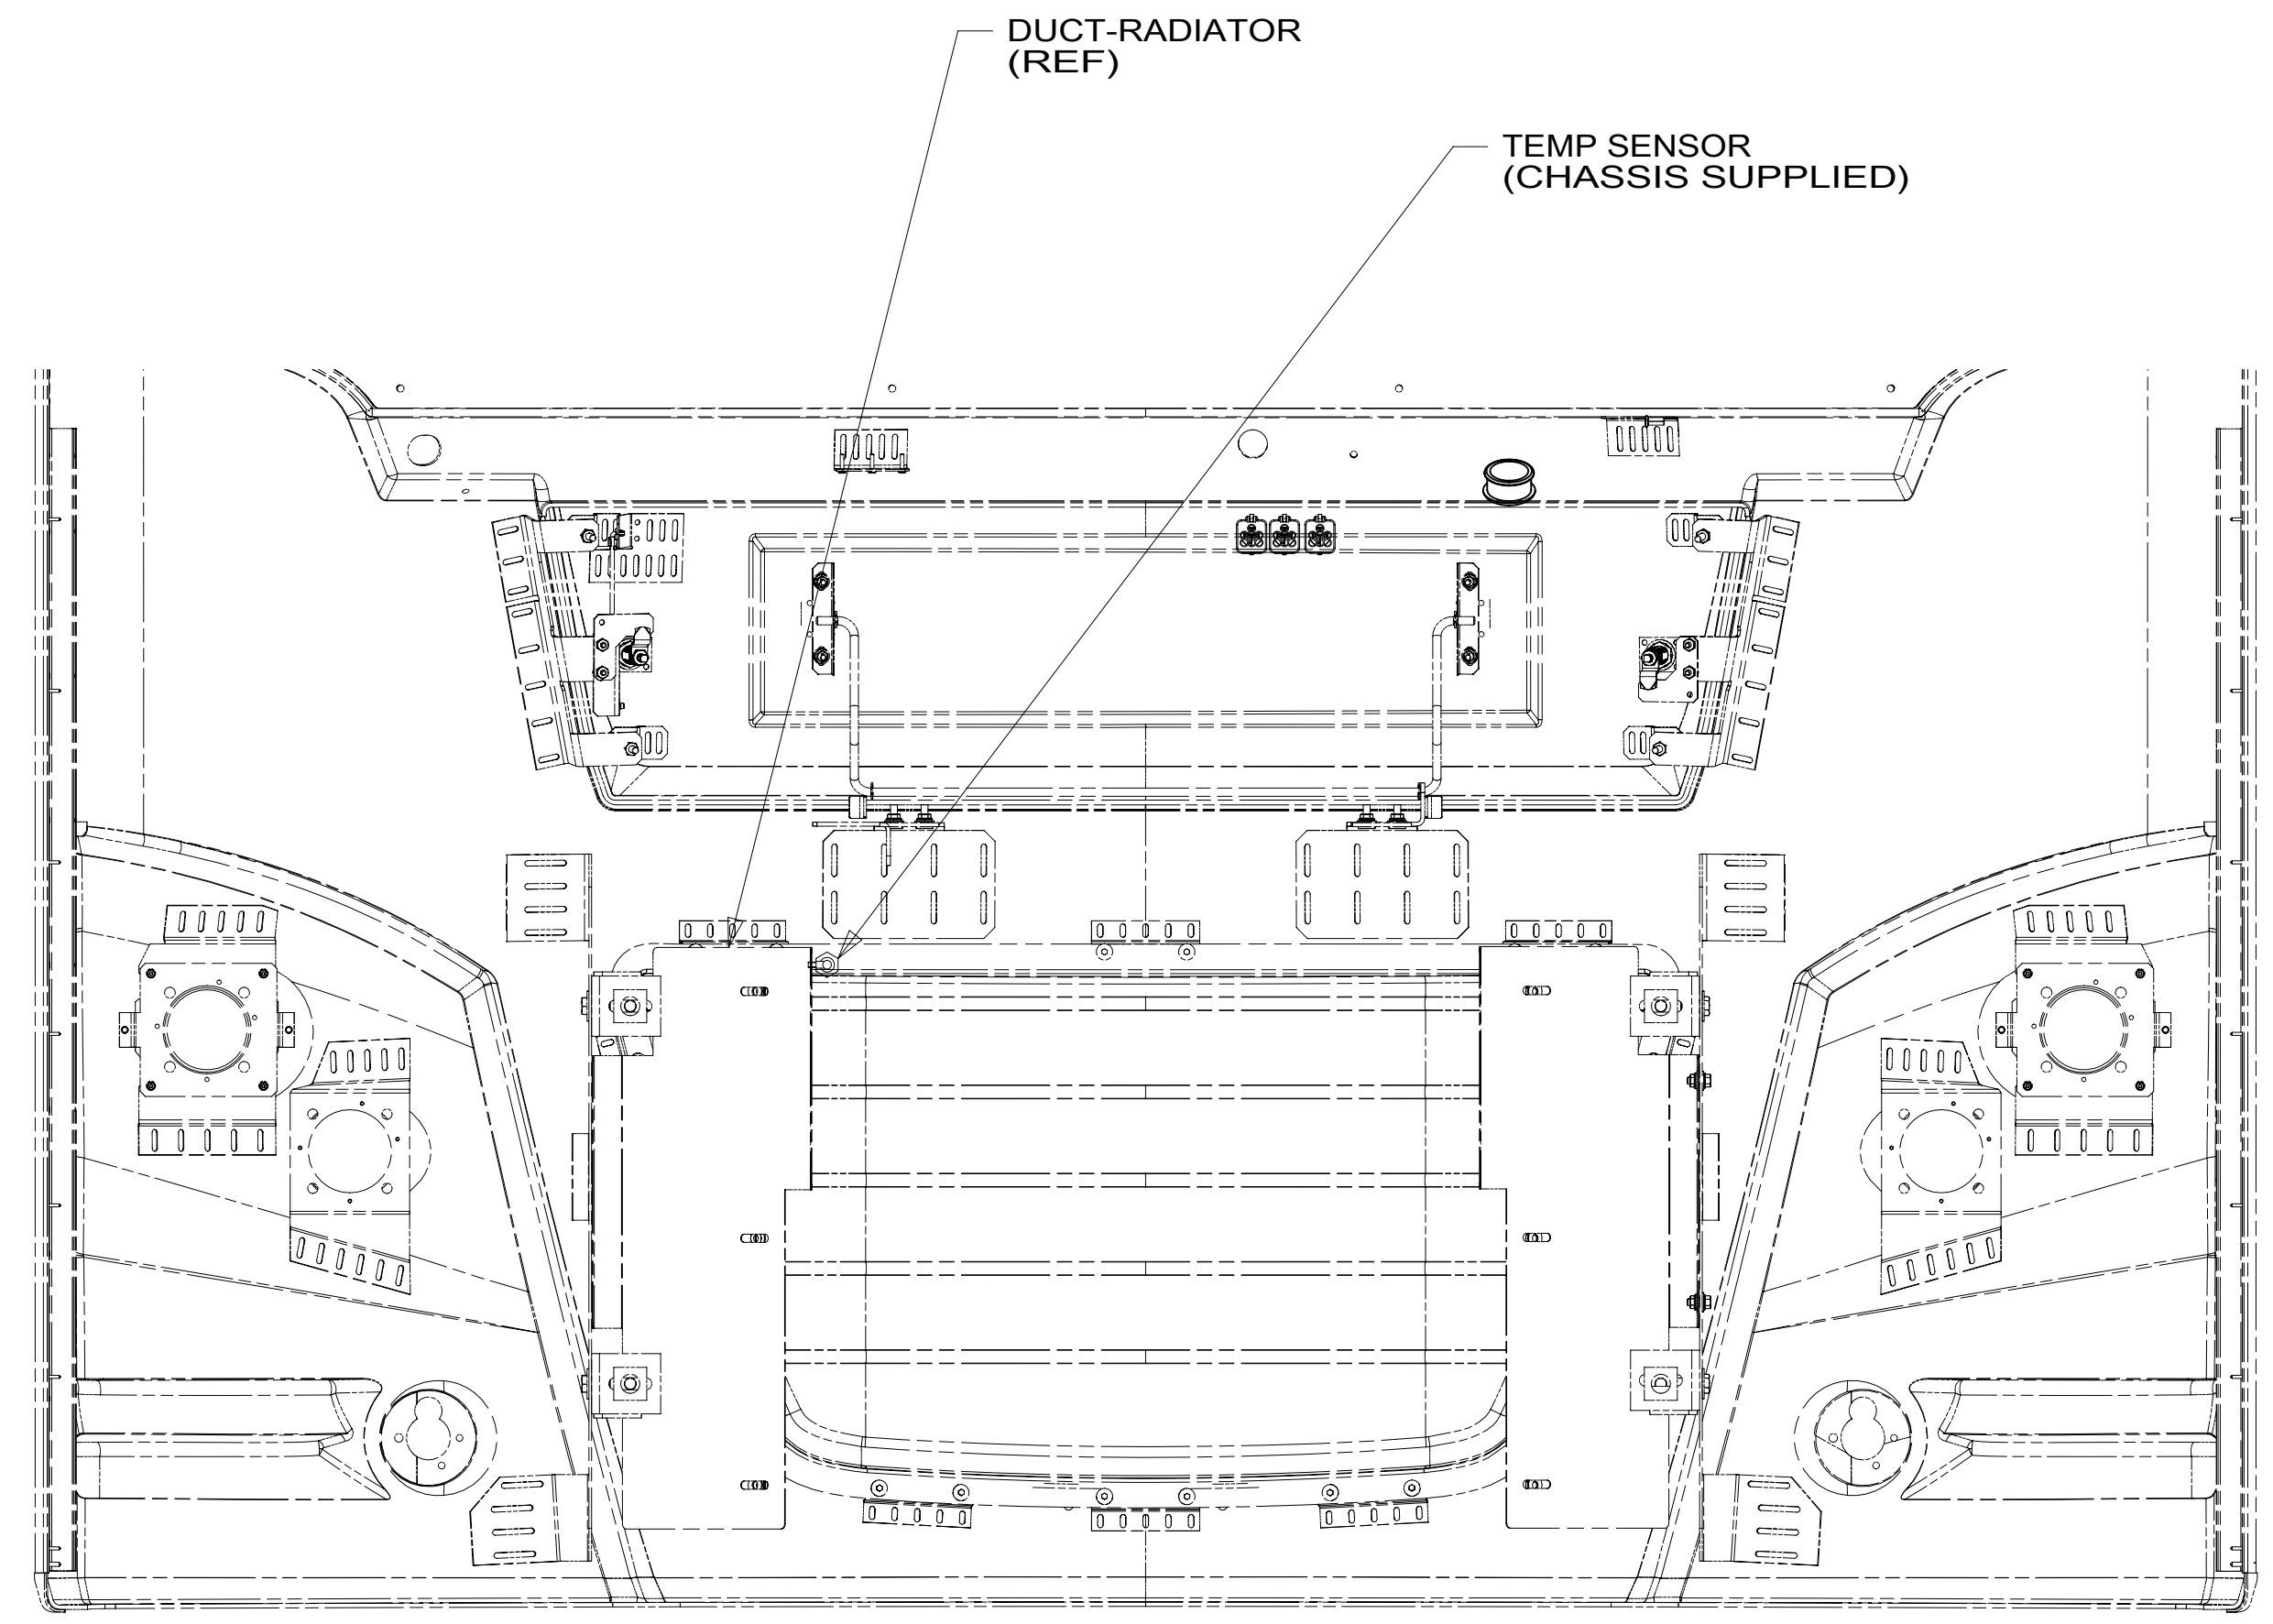 DUCT-RADIATOR
(REF)
TEMP SENSOR
(CHASSIS SUPPLIED)